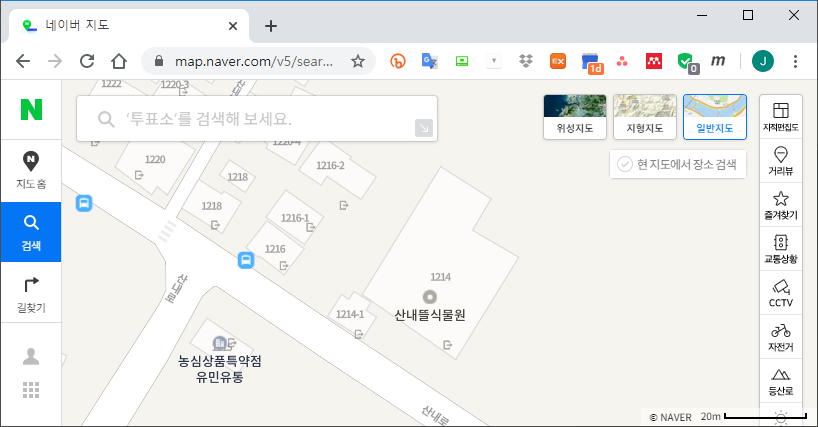 네이버 지도
map.naver.com/v5/sear...
1d
0
m
J
N
지도홈
검색
길찾기
'투표소'를 검색해 보세요.
위성지도
지형지도
일반지도
현 지도에서 장소 검색
지적편집도
거리뷰
즐겨찾기
교통상황
CCTV
자전거
등산로
1222
1220-3
1220
1220-4
1216-2
1218
1218
1216-1
1216
1214
산내뜰식물원
1214-1
산내로
농심상품특약점
유민유통
산내로
© NAVER
20m